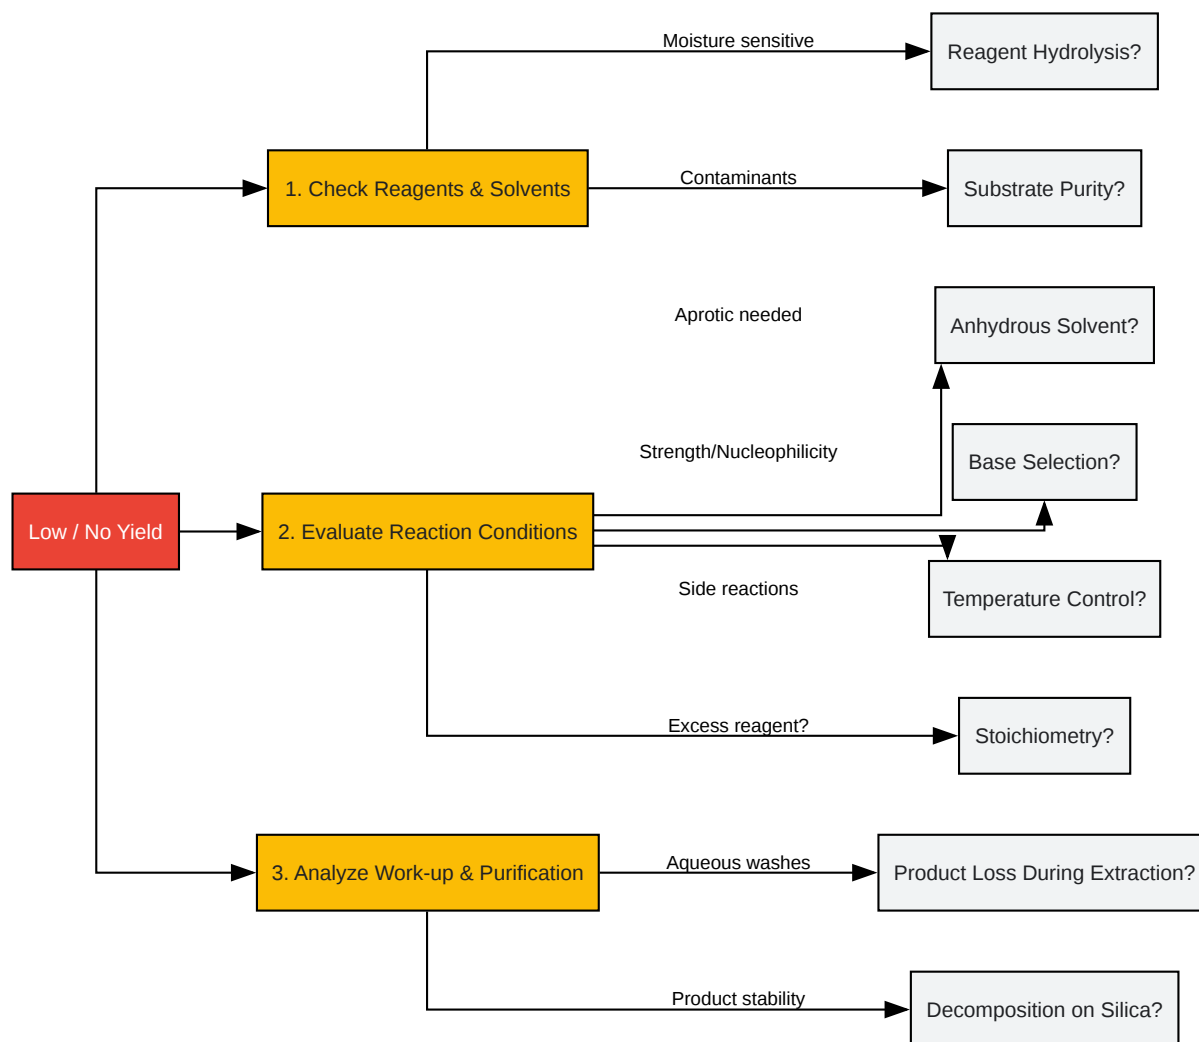 Moisture sensitive
Reagent Hydrolysis?
1. Check Reagents & Solvents
Contaminants
Substrate Purity?
Aprotic needed
Anhydrous Solvent?
Strength/Nucleophilicity
Base Selection?
Low / No Yield
2. Evaluate Reaction Conditions
Side reactions
Temperature Control?
Excess reagent?
Stoichiometry?
3. Analyze Work-up & Purification
Aqueous washes
Product Loss During Extraction?
Product stability
Decomposition on Silica?